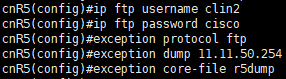 cnR5(config)#ip ftp username clin2
cnR5(config)#ip ftp password cisco
cnR5(config)#exception protocol ftp
cnR5(config)#exception dump 11.11.50.254
cnR5(config)#exception core-file r5dump